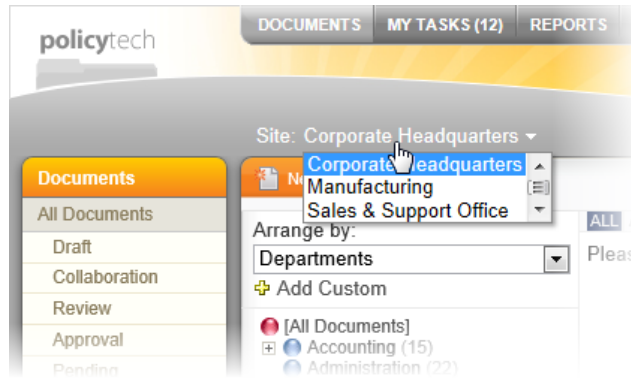 policytech
DOCUMENTS MY TASKS (12) REPORTS
Site: Corporate Headquarters
Corporate Headquarters
Manufacturing
Sales & Support Office
Documents
All Documents
Draft
Collaboration
Review
Approval
Pending
Arrange by:
Departments
Add Custom
[All Documents]
Accounting (15)
Administration (22)
ALL